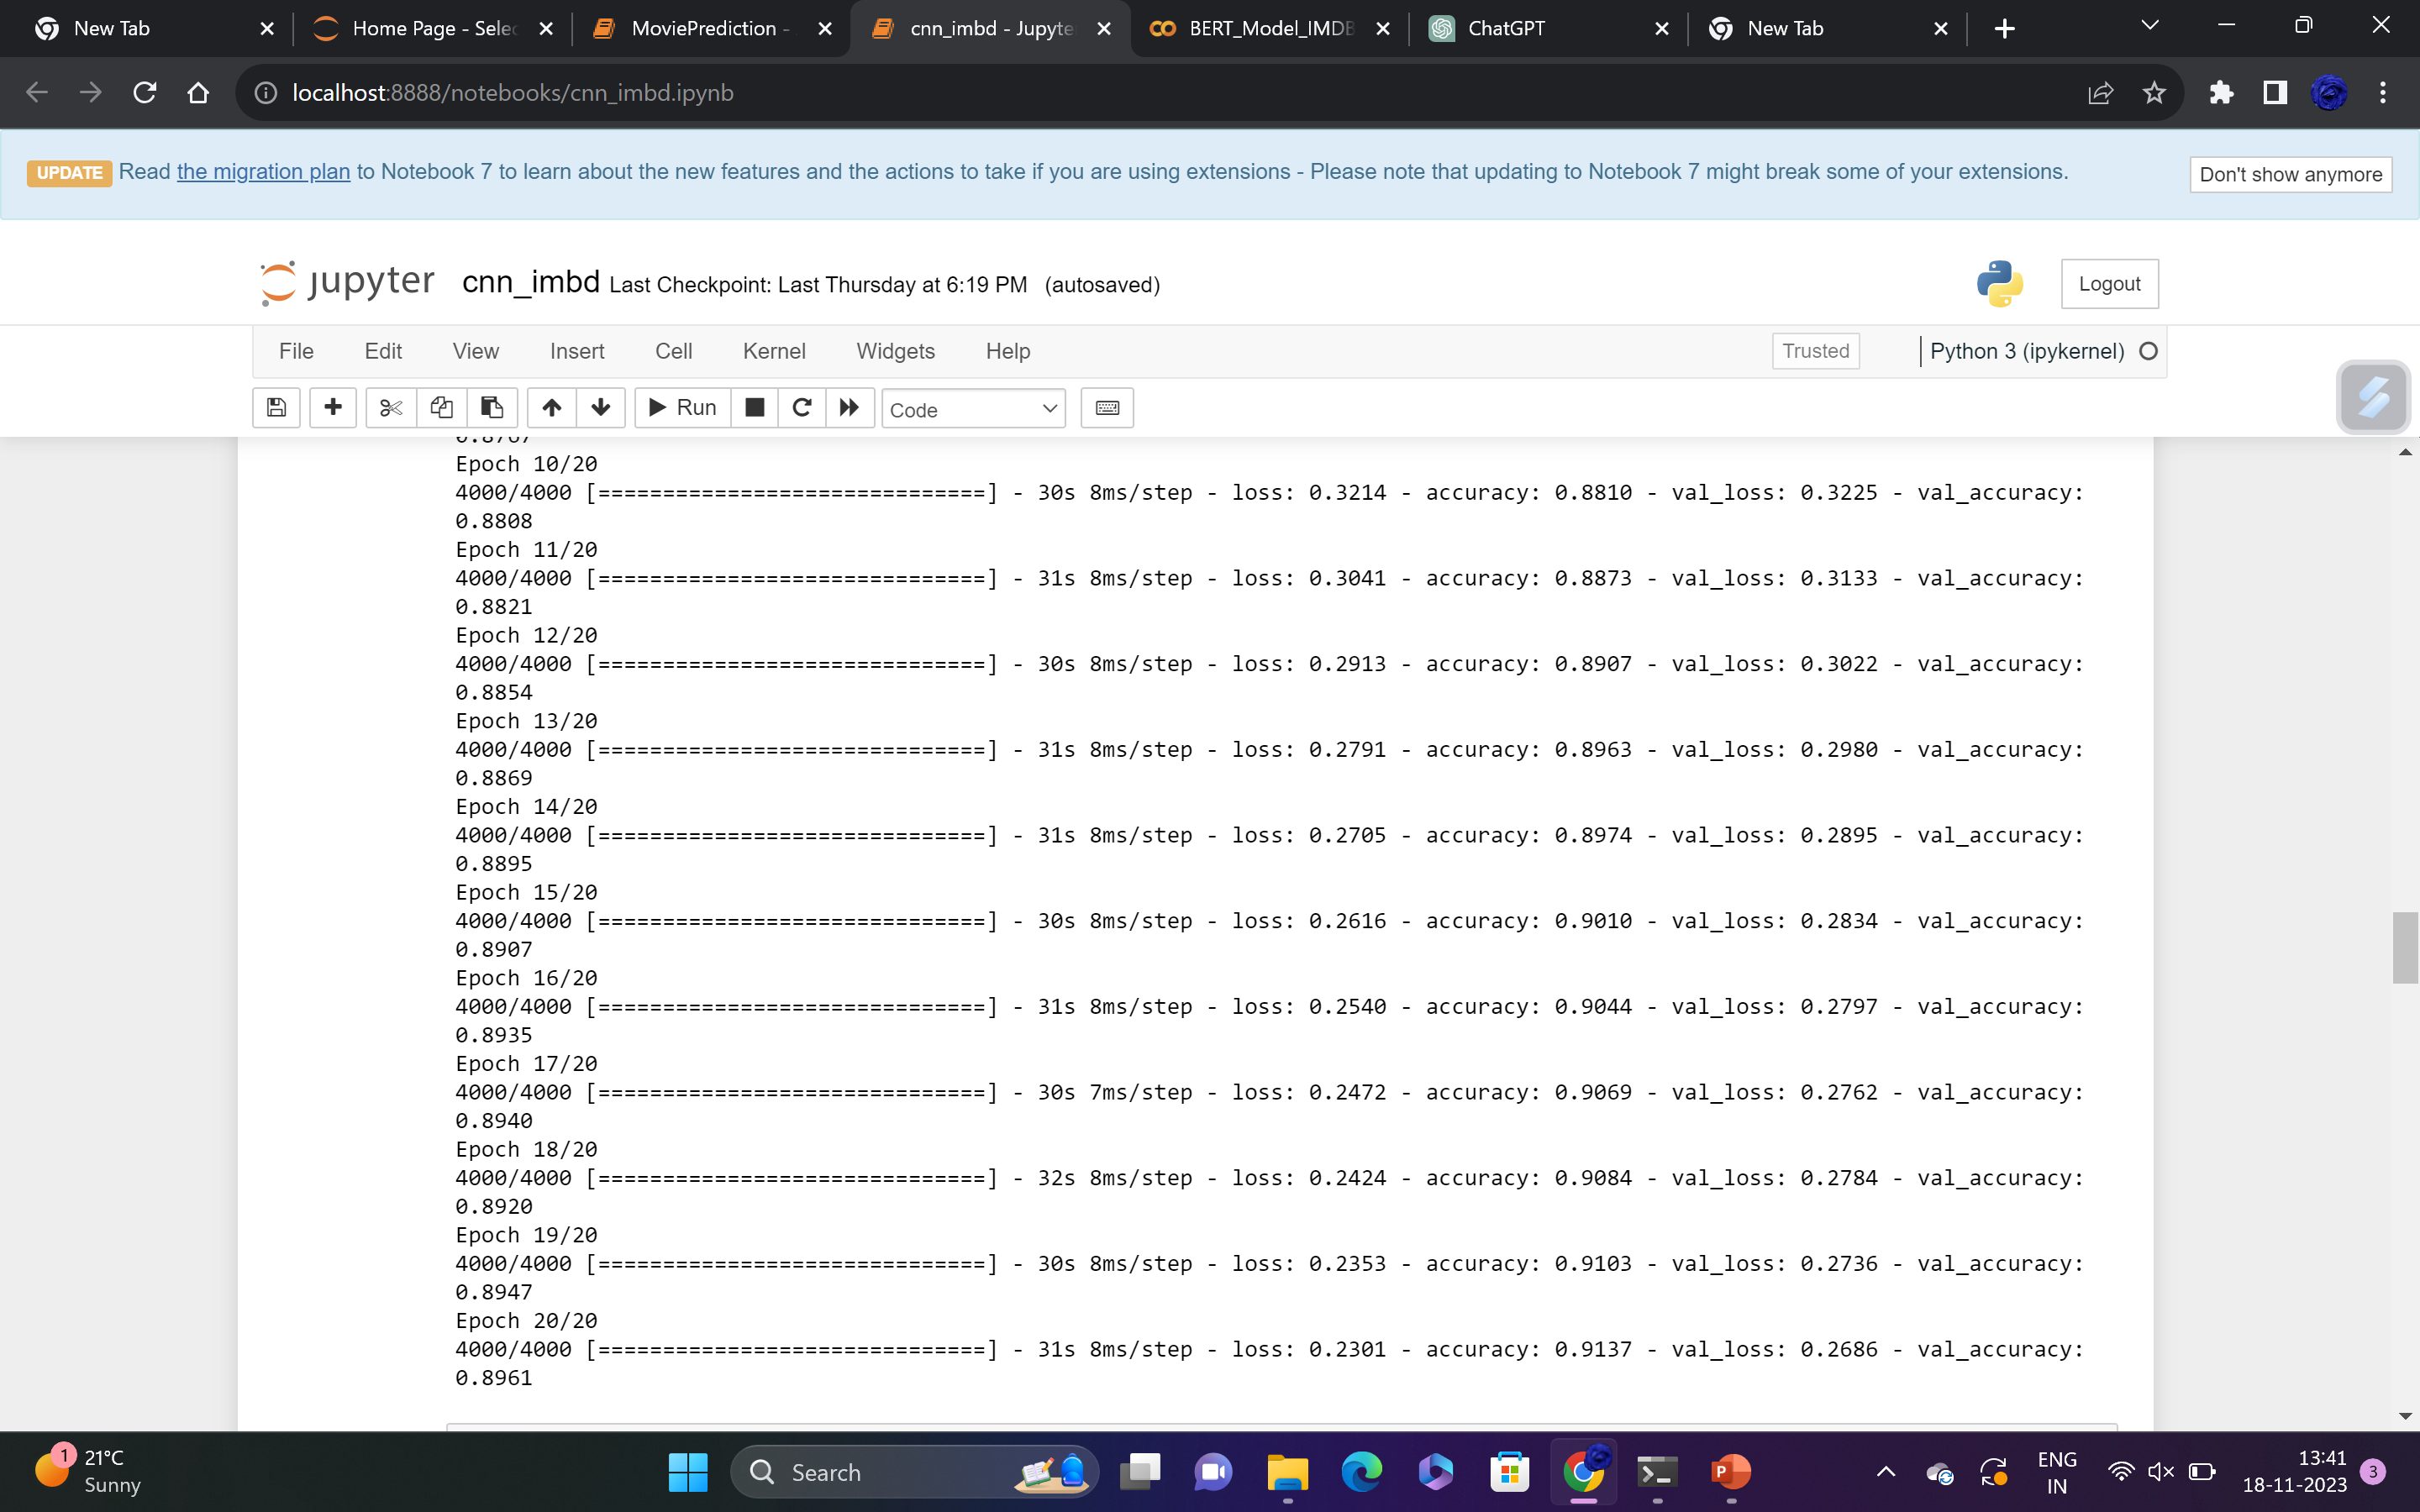 New Tab
Home Page - Selec
MoviePrediction -
cnn_imbd - Jupyte
BERT_Model_IMDB
ChatGPT
New Tab
localhost:8888/notebooks/cnn_imbd.ipynb
UPDATE Read the migration plan to Notebook 7 to learn about the new features and the actions to take if you are using extensions - Please note that updating to Notebook 7 might break some of your extensions.
Don't show anymore
jupyter cnn_imbd Last Checkpoint: Last Thursday at 6:19 PM (autosaved)
Logout
File Edit View Insert Cell Kernel Widgets Help
Trusted
Python 3 (ipykernel)
Run
Code
0.8767
Epoch 10/20
4000/4000 [==============================] - 30s 8ms/step - loss: 0.3214 - accuracy: 0.8810 - val_loss: 0.3225 - val_accuracy:
0.8808
Epoch 11/20
4000/4000 [==============================] - 31s 8ms/step - loss: 0.3041 - accuracy: 0.8873 - val_loss: 0.3133 - val_accuracy:
0.8821
Epoch 12/20
4000/4000 [==============================] - 30s 8ms/step - loss: 0.2913 - accuracy: 0.8907 - val_loss: 0.3022 - val_accuracy:
0.8854
Epoch 13/20
4000/4000 [==============================] - 31s 8ms/step - loss: 0.2791 - accuracy: 0.8963 - val_loss: 0.2980 - val_accuracy:
0.8869
Epoch 14/20
4000/4000 [==============================] - 31s 8ms/step - loss: 0.2705 - accuracy: 0.8974 - val_loss: 0.2895 - val_accuracy:
0.8895
Epoch 15/20
4000/4000 [==============================] - 30s 8ms/step - loss: 0.2616 - accuracy: 0.9010 - val_loss: 0.2834 - val_accuracy:
0.8907
Epoch 16/20
4000/4000 [==============================] - 31s 8ms/step - loss: 0.2540 - accuracy: 0.9044 - val_loss: 0.2797 - val_accuracy:
0.8935
Epoch 17/20
4000/4000 [==============================] - 30s 7ms/step - loss: 0.2472 - accuracy: 0.9069 - val_loss: 0.2762 - val_accuracy:
0.8940
Epoch 18/20
4000/4000 [==============================] - 32s 8ms/step - loss: 0.2424 - accuracy: 0.9084 - val_loss: 0.2784 - val_accuracy:
0.8920
Epoch 19/20
4000/4000 [==============================] - 30s 8ms/step - loss: 0.2353 - accuracy: 0.9103 - val_loss: 0.2736 - val_accuracy:
0.8947
Epoch 20/20
4000/4000 [==============================] - 31s 8ms/step - loss: 0.2301 - accuracy: 0.9137 - val_loss: 0.2686 - val_accuracy:
0.8961
1
21°C
Sunny
Search
P
ENG
IN
13:41
18-11-2023
3